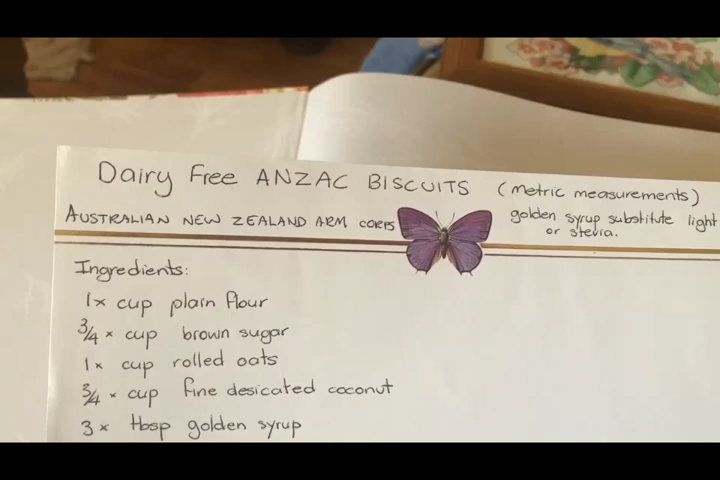 Dairy Free ANZAC BISCUITS (metric measurements)
AUSTRALIAN NEW ZEALAND ARM CORPS
golden syrup substitute light
or stevia.
Ingredients:
1x cup plain flour
3/4 x cup brown sugar
1x cup rolled oats
3/4 x cup fine desicated coconut
3x tbsp golden syrup